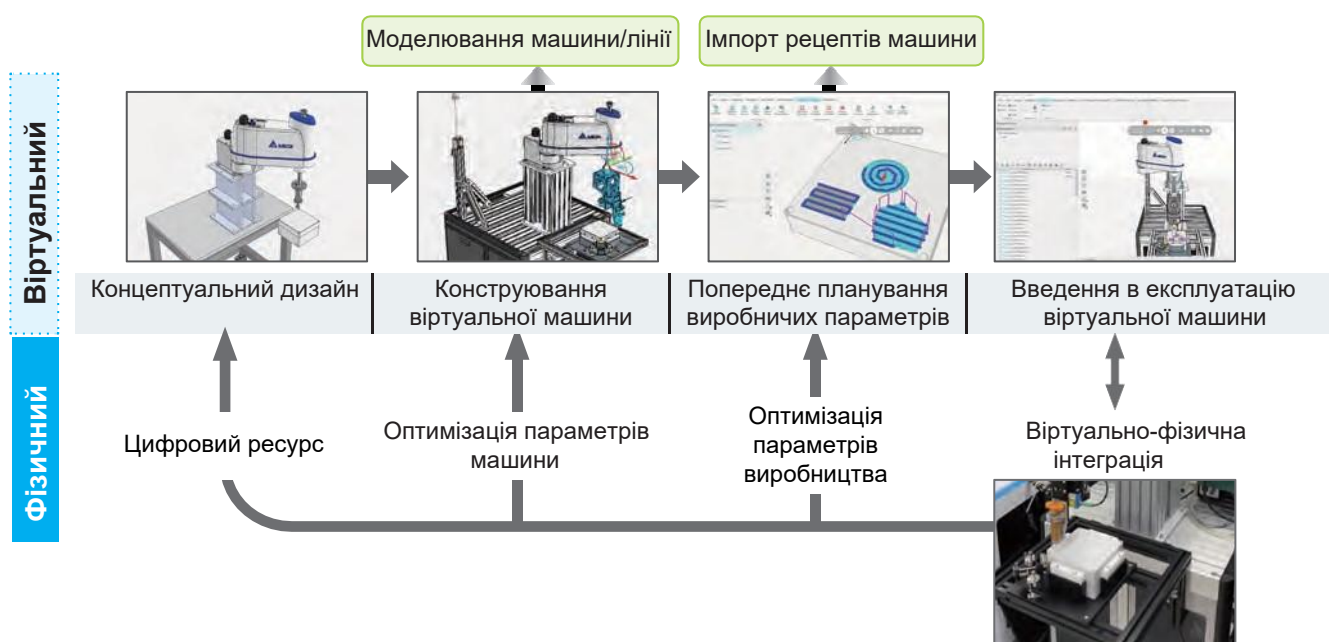 Моделювання машини/лінії
Імпорт рецептів машини
Віртуальний
Концептуальний дизайн
Конструювання
віртуальної машини
Попереднє планування
виробничих параметрів
Введення в експлуатацію
віртуальної машини
Фізичний
Цифровий ресурс
Оптимізація параметрів
машини
Оптимізація
параметрів
виробництва
Віртуально-фізична
інтеграція